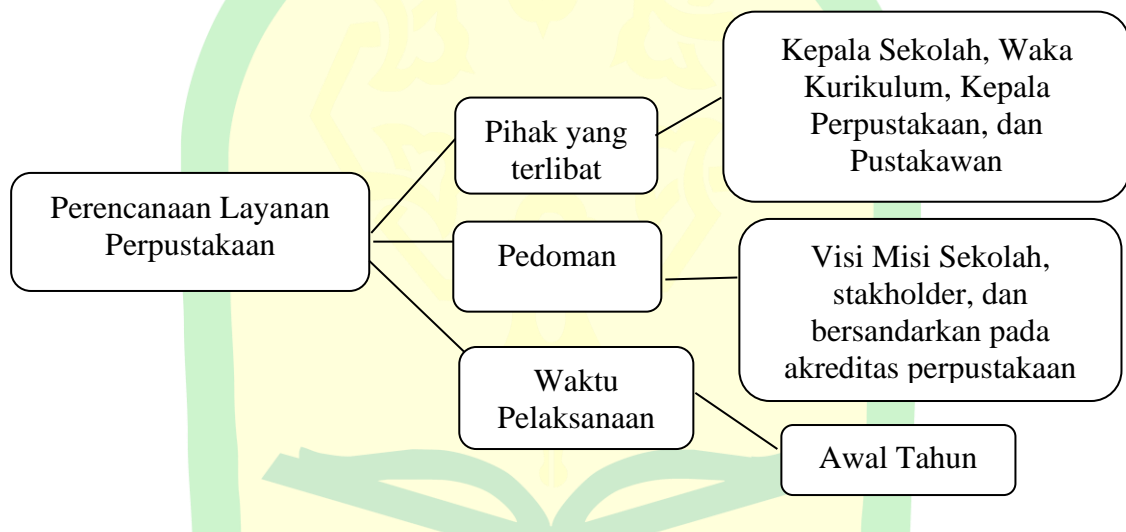 Perencanaan Layanan
Perpustakaan
Pihak yang
terlibat
Kepala Sekolah, Waka
Kurikulum, Kepala
Perpustakaan, dan
Pustakawan
Pedoman
Visi Misi Sekolah,
stakholder, dan
bersandarkan pada
akreditas perpustakaan
Waktu
Pelaksanaan
Awal Tahun